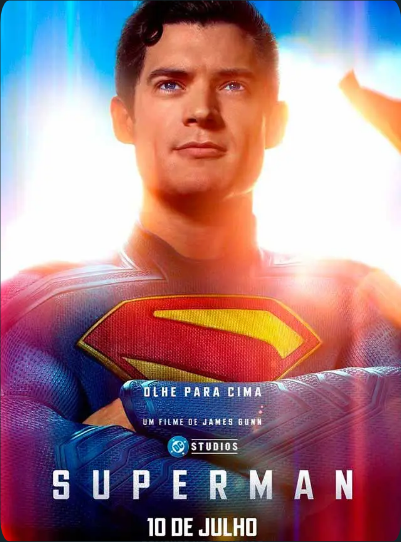 OLHE PARA CIMA
UM FILME DE JAMES GUNN
DC STUDIOS
SUPERMAN
10 DE JULHO